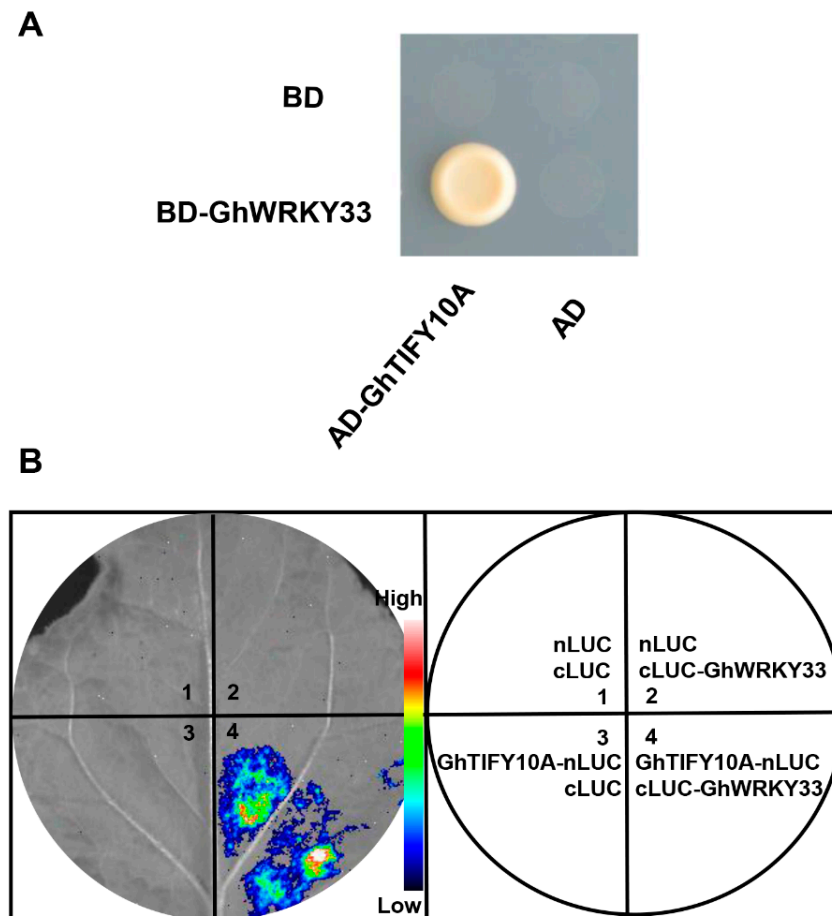 A
BD
BD-GhWRKY33
AD-GhTIFY10A
AD
B
High
Low
1
2
3
4
nLUC
cLUC
1
nLUC
cLUC-GhWRKY33
2
3
GhTIFY10A-nLUC
cLUC
4
GhTIFY10A-nLUC
cLUC-GhWRKY33